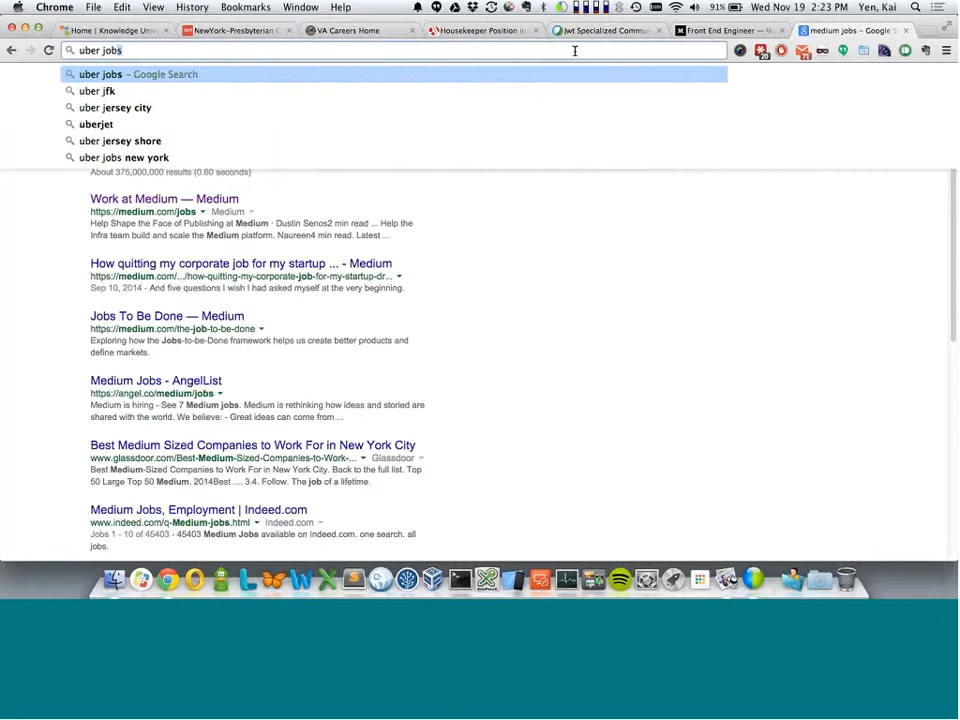 Chrome File Edit View History Bookmarks Window Help 91% Wed Nov 19 2:23 PM Yen, Kai
Home | Knowledge Univ NewYork-Presbyterian C VA Careers Home Housekeeper Position in Jwt Specialized Commu Front End Engineer — W medium jobs - Google S
uber jobs
20 71
uber jobs - Google Search
uber jfk
uber jersey city
uberjet
uber jersey shore
uber jobs new york
About 375,000,000 results (0.60 seconds)
Work at Medium — Medium
https://medium.com/jobs Medium
Help Shape the Face of Publishing at Medium · Dustin Senos2 min read ... Help the
Infra team build and scale the Medium platform. Naureen4 min read. Latest ...
How quitting my corporate job for my startup ... - Medium
https://medium.com/.../how-quitting-my-corporate-job-for-my-startup-dr...
Sep 10, 2014 - And five questions I wish I had asked myself at the very beginning.
Jobs To Be Done — Medium
https://medium.com/the-job-to-be-done
Exploring how the Jobs-to-be-Done framework helps us create better products and
define markets.
Medium Jobs - AngelList
https://angel.co/medium/jobs
Medium is hiring - See 7 Medium jobs. Medium is rethinking how ideas and storied are
shared with the world. We believe: - Great ideas can come from ...
Best Medium Sized Companies to Work For in New York City
www.glassdoor.com/Best-Medium-Sized-Companies-to-Work-... Glassdoor
Best Medium-Sized Companies to Work For in New York City. Back to the full list. Top
50 Large Top 50 Medium. 2014Best .... 3.4. Follow. The job of a lifetime.
Medium Jobs, Employment | Indeed.com
www.indeed.com/q-Medium-jobs.html Indeed.com
Jobs 1 - 10 of 45403 - 45403 Medium Jobs available on Indeed.com. one search. all
jobs.